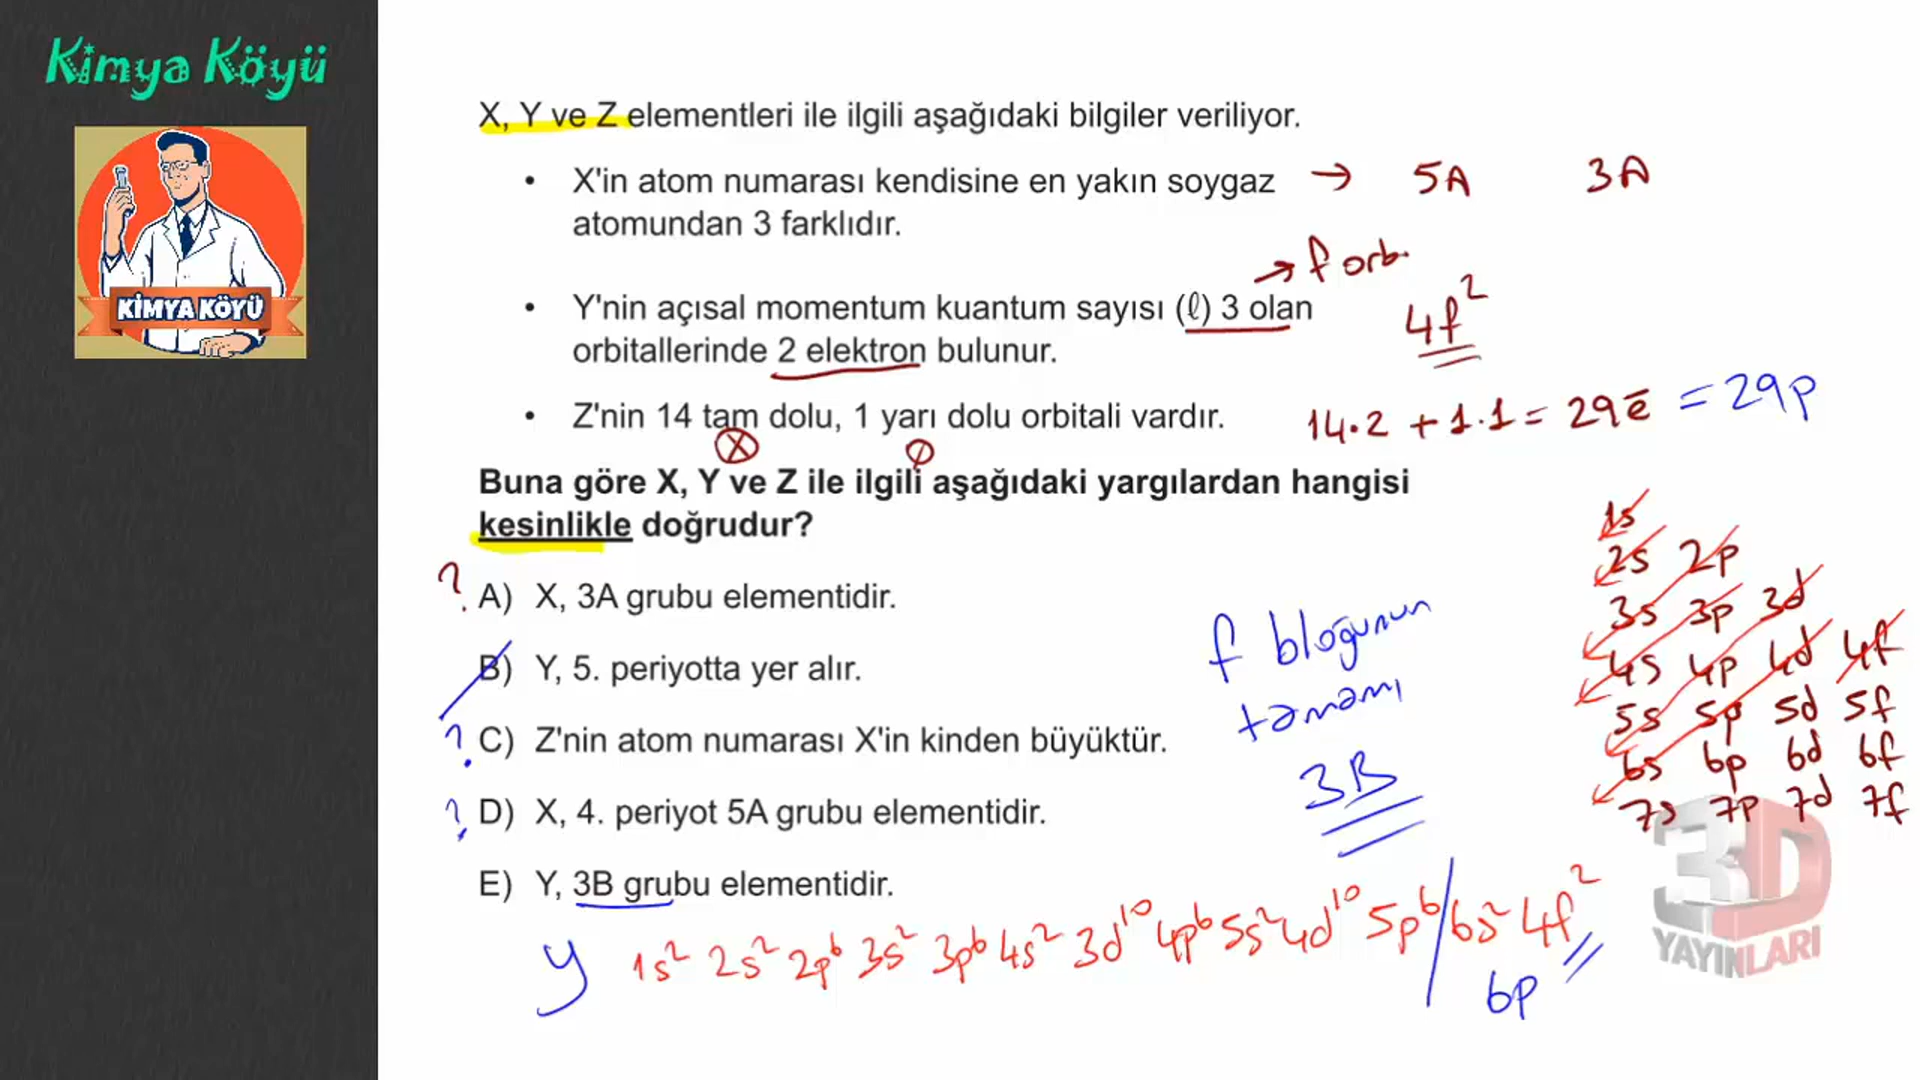 Kimya Köyü
KİMYA KÖYÜ
X, Y ve Z elementleri ile ilgili aşağıdaki bilgiler veriliyor.
• X'in atom numarası kendisine en yakın soygaz → 5A 3A
atomundan 3 farklıdır.
→ f orb.
• Y'nin açısal momentum kuantum sayısı (ℓ) 3 olan
orbitallerinde 2 elektron bulunur.
4f²
• Z'nin 14 tam dolu, 1 yarı dolu orbitali vardır. 14.2 + 1.1 = 29ē = 29p
Buna göre X, Y ve Z ile ilgili aşağıdaki yargılardan hangisi
kesinlikle doğrudur?
? A) X, 3A grubu elementidir.
B) Y, 5. periyotta yer alır.
? C) Z'nin atom numarası X'in kinden büyüktür.
? D) X, 4. periyot 5A grubu elementidir.
E) Y, 3B grubu elementidir.
f bloğunun
tamamı
3B
1s
2s 2p
3s 3p 3d
4s 4p 4d 4f
5s 5p 5d 5f
6s 6p 6d 6f
7s 7p 7d 7f
y 1s² 2s² 2p⁶ 3s² 3p⁶ 4s² 3d¹⁰ 4p⁶ 5s² 4d¹⁰ 5p⁶ / 6s² 4f²
6p
3D
YAYINLARI